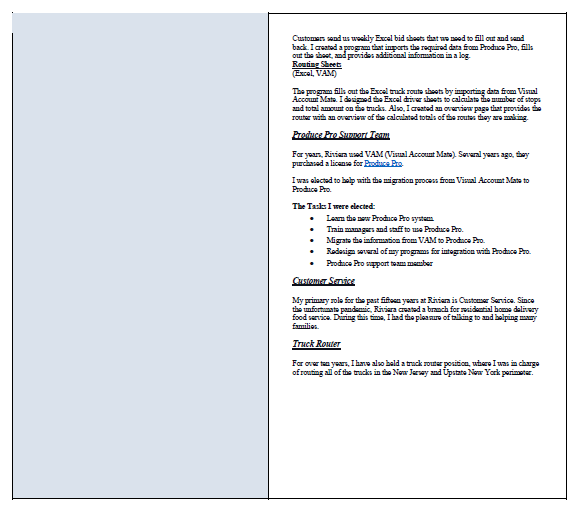 Customers send us weekly Excel bid sheets that we need to fill out and send
back. I created a program that imports the required data from Produce Pro, fills
out the sheet, and provides additional information in a log.
Routing Sheets
(Excel, VAM)
The program fills out the Excel truck route sheets by importing data from Visual
Account Mate. I designed the Excel driver sheets to calculate the number of stops
and total amount on the trucks. Also, I created an overview page that provides the
router with an overview of the calculated totals of the routes they are making.
Produce Pro Support Team
For years, Riviera used VAM (Visual Account Mate). Several years ago, they
purchased a license for Produce Pro.
I was elected to help with the migration process from Visual Account Mate to
Produce Pro.
The Tasks I were elected:
• Learn the new Produce Pro system.
• Train managers and staff to use Produce Pro.
• Migrate the information from VAM to Produce Pro.
• Redesign several of my programs for integration with Produce Pro.
• Produce Pro support team member
Customer Service
My primary role for the past fifteen years at Riviera is Customer Service. Since
the unfortunate pandemic, Riviera created a branch for residential home delivery
food service. During this time, I had the pleasure of talking to and helping many
families.
Truck Router
For over ten years, I have also held a truck router position, where I was in charge
of routing all of the trucks in the New Jersey and Upstate New York perimeter.